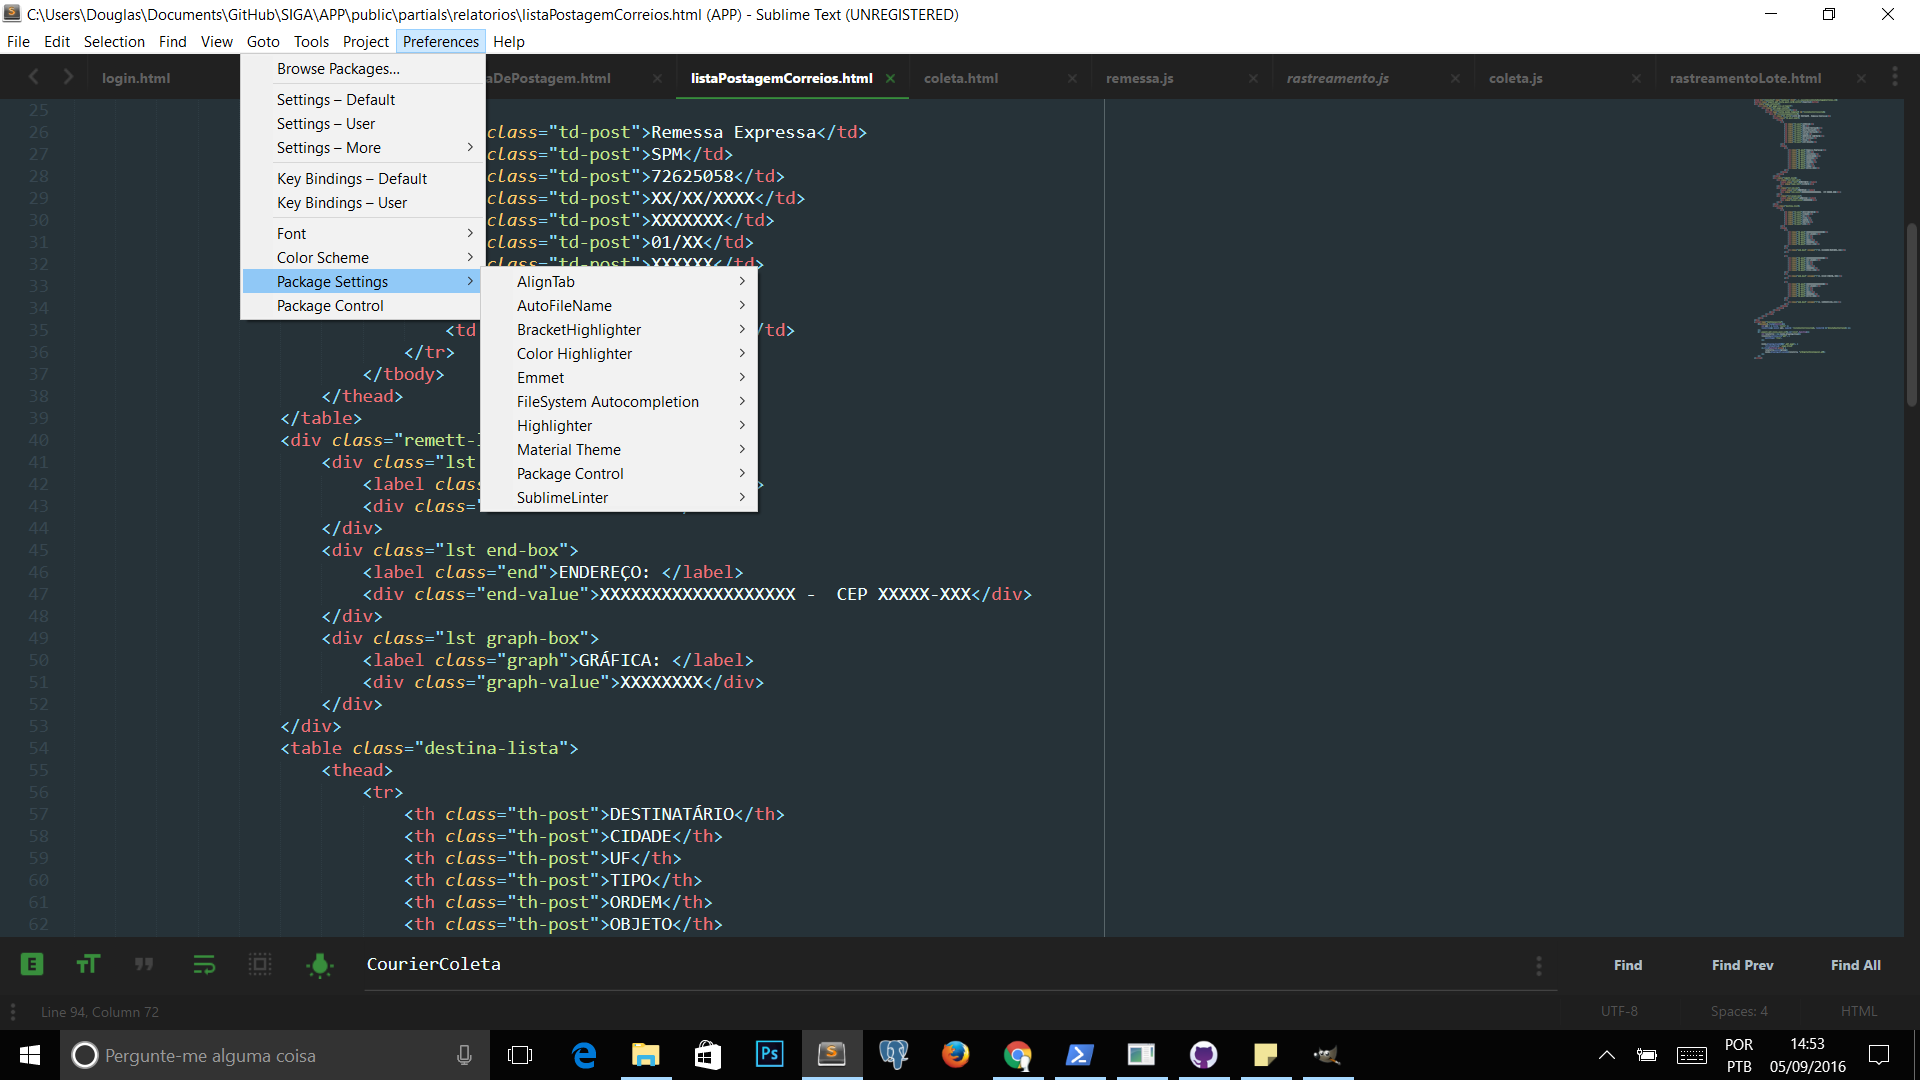 C:\Users\Douglas\Documents\GitHub\SIGA\APP\public\partials\relatorios\listaPostagemCorreios.html (APP) - Sublime Text (UNREGISTERED)
File Edit Selection Find View Goto Tools Project Preferences Help
login.html aDePostagem.html listaPostagemCorreios.html coleta.html remessa.js rastreamento.js coleta.js rastreamentoLote.html
Browse Packages...
Settings – Default
Settings – User
Settings – More
Key Bindings – Default
Key Bindings – User
Font
Color Scheme
Package Settings
Package Control
AlignTab
AutoFileName
BracketHighlighter
Color Highlighter
Emmet
FileSystem Autocompletion
Highlighter
Material Theme
Package Control
SublimeLinter
25
26 class="td-post">Remessa Expressa</td>
27 class="td-post">SPM</td>
28 class="td-post">72625058</td>
29 class="td-post">XX/XX/XXXX</td>
30 class="td-post">XXXXXXX</td>
31 class="td-post">01/XX</td>
32 class="td-post">XXXXXX</td>
33
34
35 <td /td>
36 </tr>
37 </tbody>
38 </thead>
39 </table>
40 <div class="remett-
41 <div class="lst
42 <label clas >
43 <div class=
44 </div>
45 <div class="lst end-box">
46 <label class="end">ENDEREÇO: </label>
47 <div class="end-value">XXXXXXXXXXXXXXXXXXX -  CEP XXXXX-XXX</div>
48 </div>
49 <div class="lst graph-box">
50 <label class="graph">GRÁFICA: </label>
51 <div class="graph-value">XXXXXXXX</div>
52 </div>
53 </div>
54 <table class="destina-lista">
55 <thead>
56 <tr>
57 <th class="th-post">DESTINATÁRIO</th>
58 <th class="th-post">CIDADE</th>
59 <th class="th-post">UF</th>
60 <th class="th-post">TIPO</th>
61 <th class="th-post">ORDEM</th>
62 <th class="th-post">OBJETO</th>
CourierColeta Find Find Prev Find All
Line 94, Column 72 UTF-8 Spaces: 4 HTML
Pergunte-me alguma coisa
POR
PTB
14:53
05/09/2016